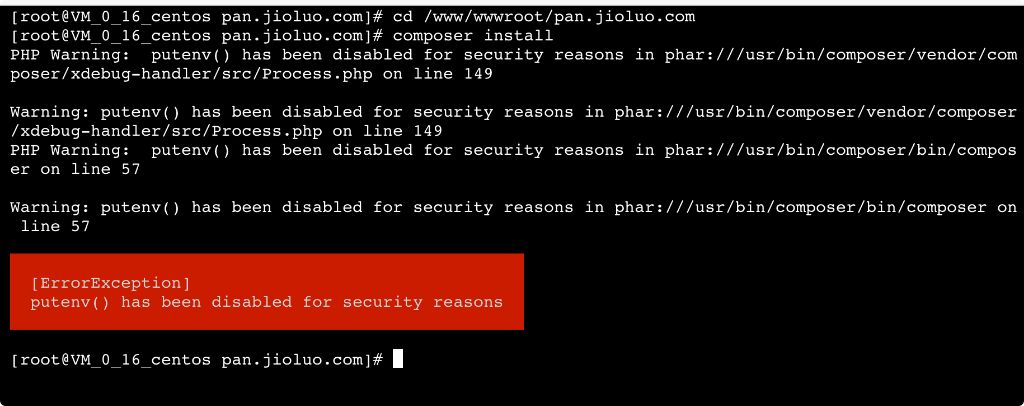 [root@VM_0_16_centos pan.jioluo.com]# cd /www/wwwroot/pan.jioluo.com
[root@VM_0_16_centos pan.jioluo.com]# composer install
PHP Warning:  putenv() has been disabled for security reasons in phar:///usr/bin/composer/vendor/com
poser/xdebug-handler/src/Process.php on line 149
Warning: putenv() has been disabled for security reasons in phar:///usr/bin/composer/vendor/composer
/xdebug-handler/src/Process.php on line 149
PHP Warning:  putenv() has been disabled for security reasons in phar:///usr/bin/composer/bin/compos
er on line 57
Warning: putenv() has been disabled for security reasons in phar:///usr/bin/composer/bin/composer on
 line 57
[ErrorException]
putenv() has been disabled for security reasons
[root@VM_0_16_centos pan.jioluo.com]#